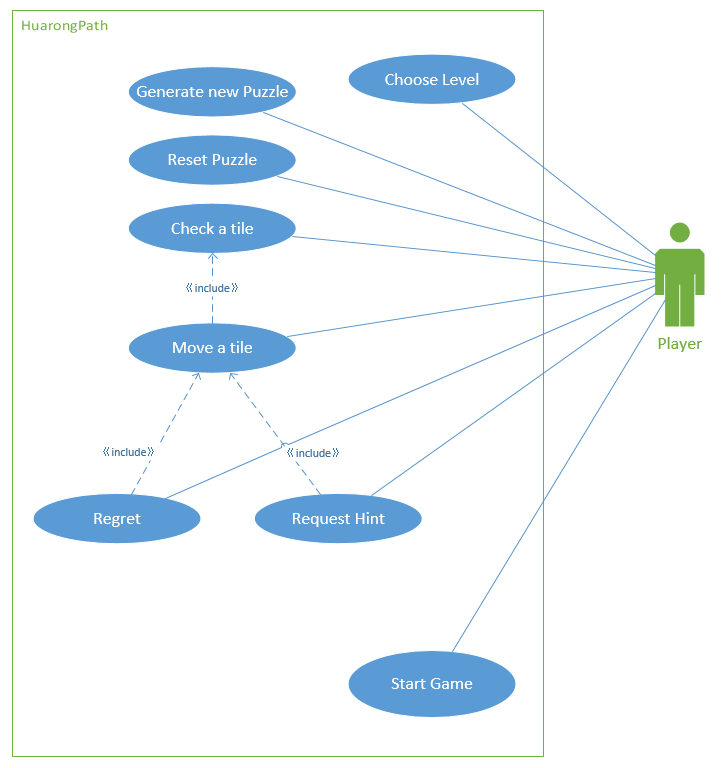 HuarongPath
Choose Level
Generate new Puzzle
Reset Puzzle
Check a tile
《include》
Move a tile
Player
《include》
《include》
Regret
Request Hint
Start Game